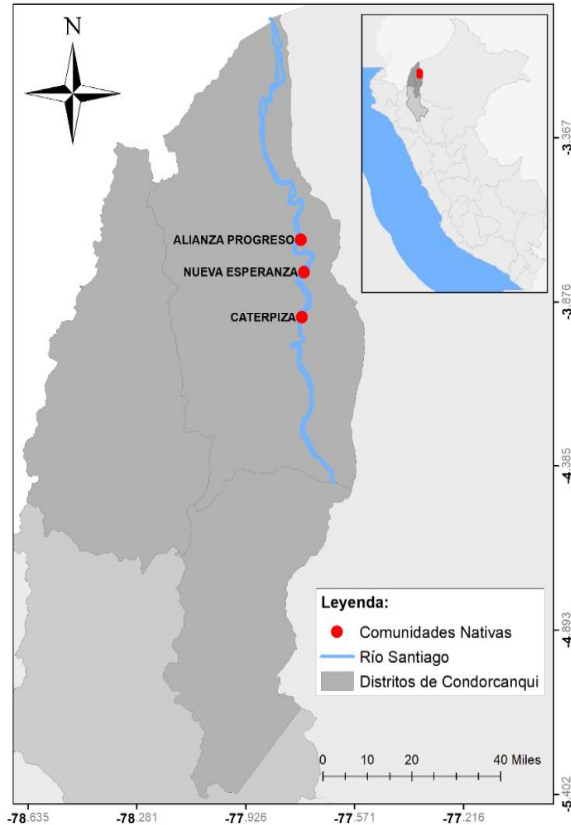 N
ALIANZA PROGRESO
NUEVA ESPERANZA
CATERPIZA
-3.367
-3.876
-4.385
-4.893
-5.402
Leyenda:
Comunidades Nativas
Río Santiago
Distritos de Condorcanqui
0 10 20 40 Miles
-78.635 -78.281 -77.926 -77.571 -77.216